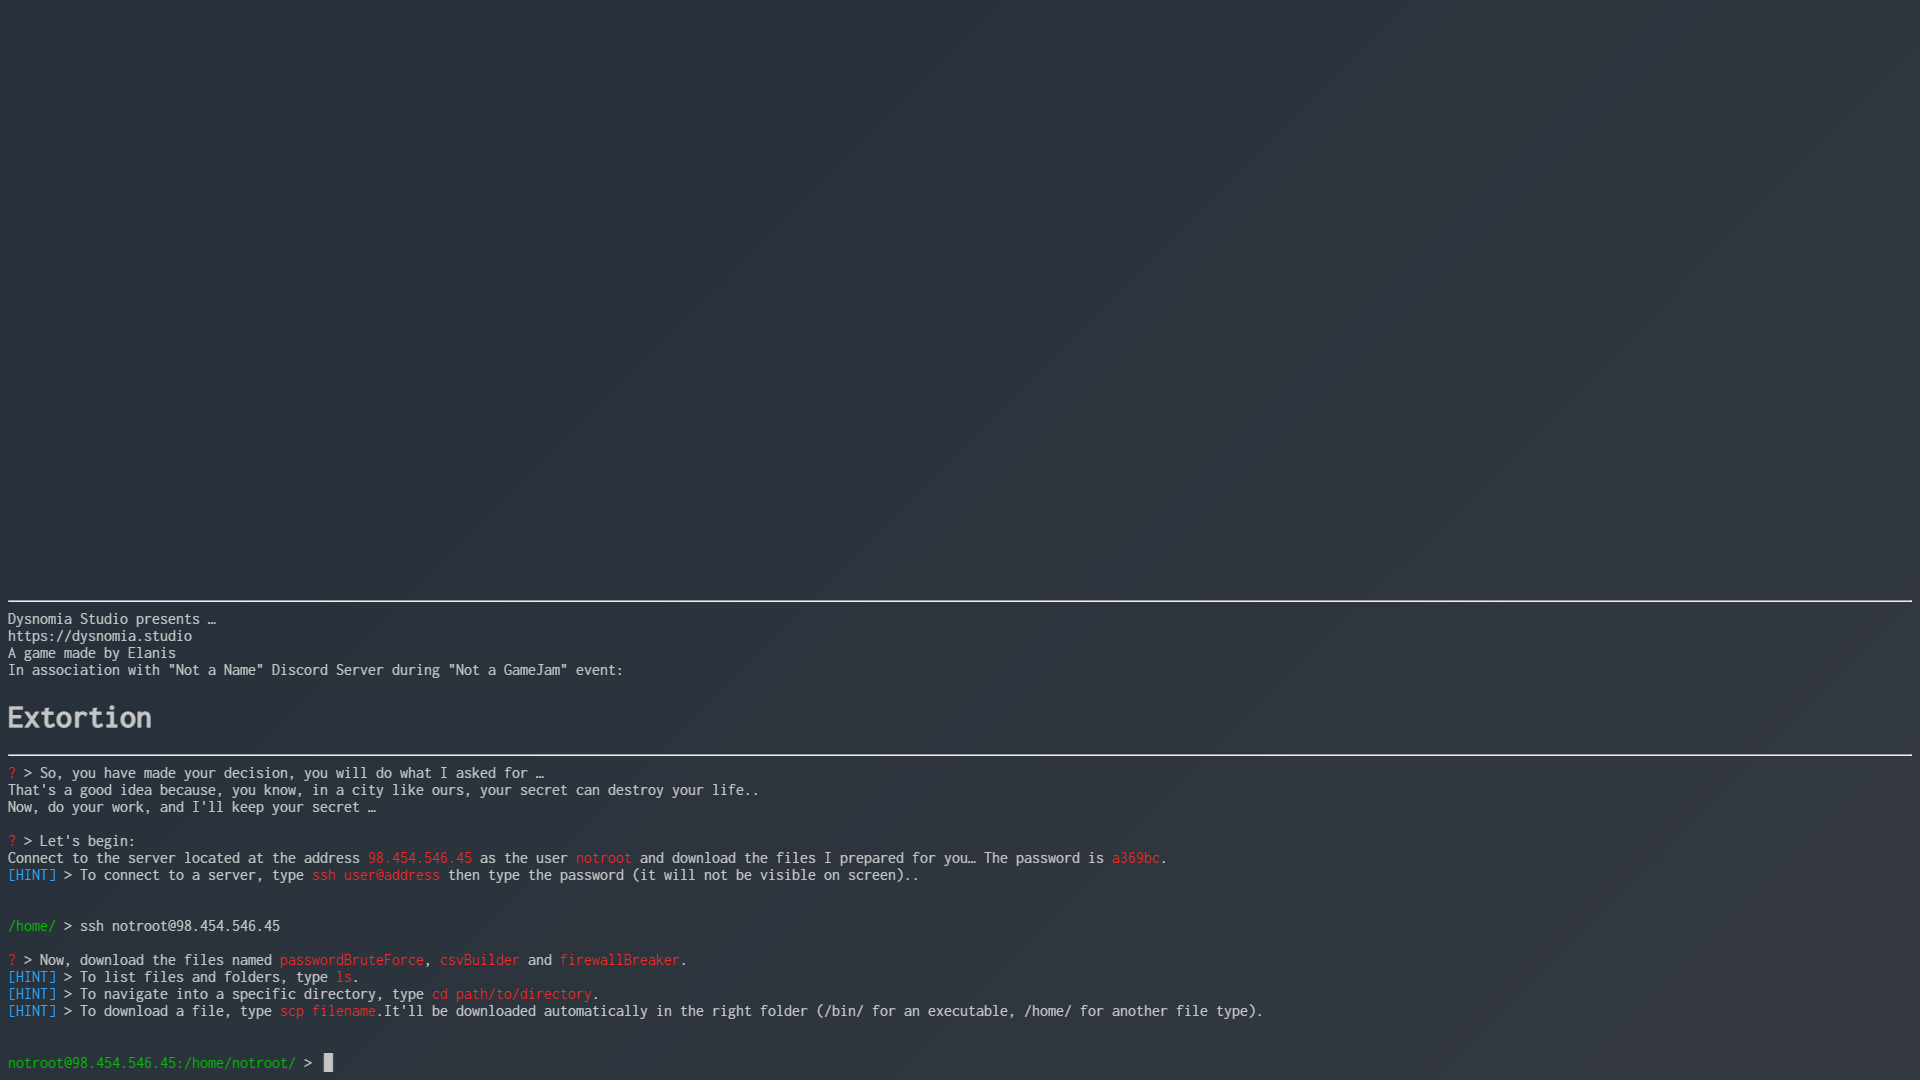 Dysnomia Studio presents …
https://dysnomia.studio
A game made by Elanis
In association with "Not a Name" Discord Server during "Not a GameJam" event:
Extortion
? > So, you have made your decision, you will do what I asked for …
That's a good idea because, you know, in a city like ours, your secret can destroy your life..
Now, do your work, and I'll keep your secret …
? > Let's begin:
Connect to the server located at the address 98.454.546.45 as the user notroot and download the files I prepared for you… The password is a369bc.
[HINT] > To connect to a server, type ssh user@address then type the password (it will not be visible on screen)..
/home/ > ssh notroot@98.454.546.45
? > Now, download the files named passwordBruteForce, csvBuilder and firewallBreaker.
[HINT] > To list files and folders, type ls.
[HINT] > To navigate into a specific directory, type cd path/to/directory.
[HINT] > To download a file, type scp filename.It'll be downloaded automatically in the right folder (/bin/ for an executable, /home/ for another file type).
notroot@98.454.546.45:/home/notroot/ >